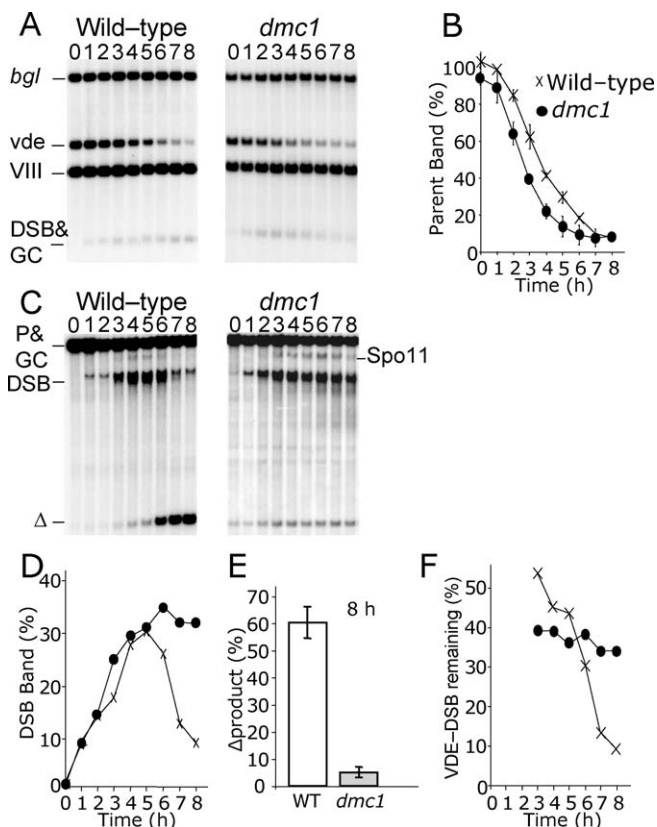 A
Wild–type
dmc1
0 1 2 3 4 5 6 7 8
0 1 2 3 4 5 6 7 8
bgl
vde
VIII
DSB&
GC
B
Parent Band (%)
100
80
60
40
20
0
0 1 2 3 4 5 6 7 8
Time (h)
Wild–type
dmc1
C
Wild–type
dmc1
0 1 2 3 4 5 6 7 8
0 1 2 3 4 5 6 7 8
P&
GC
DSB
Spo11
Δ
D
DSB Band (%)
40
30
20
10
0
0 1 2 3 4 5 6 7 8
Time (h)
E
8 h
Δproduct (%)
70
60
50
40
30
20
10
0
WT
dmc1
F
VDE–DSB remaining (%)
50
40
30
20
10
0
0 1 2 3 4 5 6 7 8
Time (h)